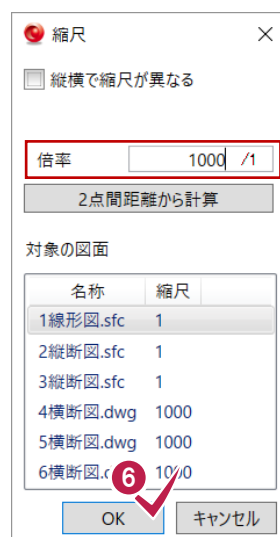 縮尺
縦横で縮尺が異なる
倍率 1000 /1
2点間距離から計算
対象の図面
名称 縮尺
1線形図.sfc 1
2縦断図.sfc 1
3縦断図.sfc 1
4横断図.dwg 1000
5横断図.dwg 1000
6横断図. 1000
6
OK キャンセル